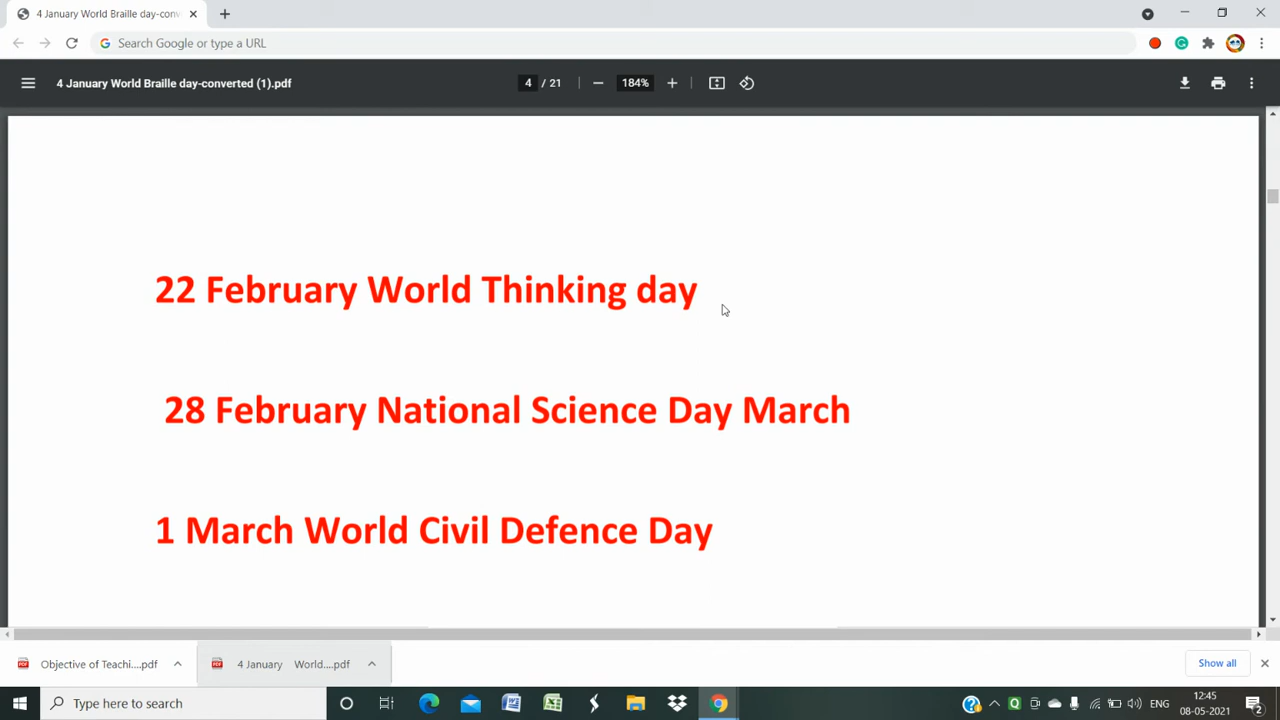 4 January World Braille day-conv
Search Google or type a URL
4 January World Braille day-converted (1).pdf
4 / 21
184%
22 February World Thinking day
28 February National Science Day March
1 March World Civil Defence Day
Objective of Teachi....pdf
4 January World....pdf
Show all
Type here to search
ENG
12:45
08-05-2021
2